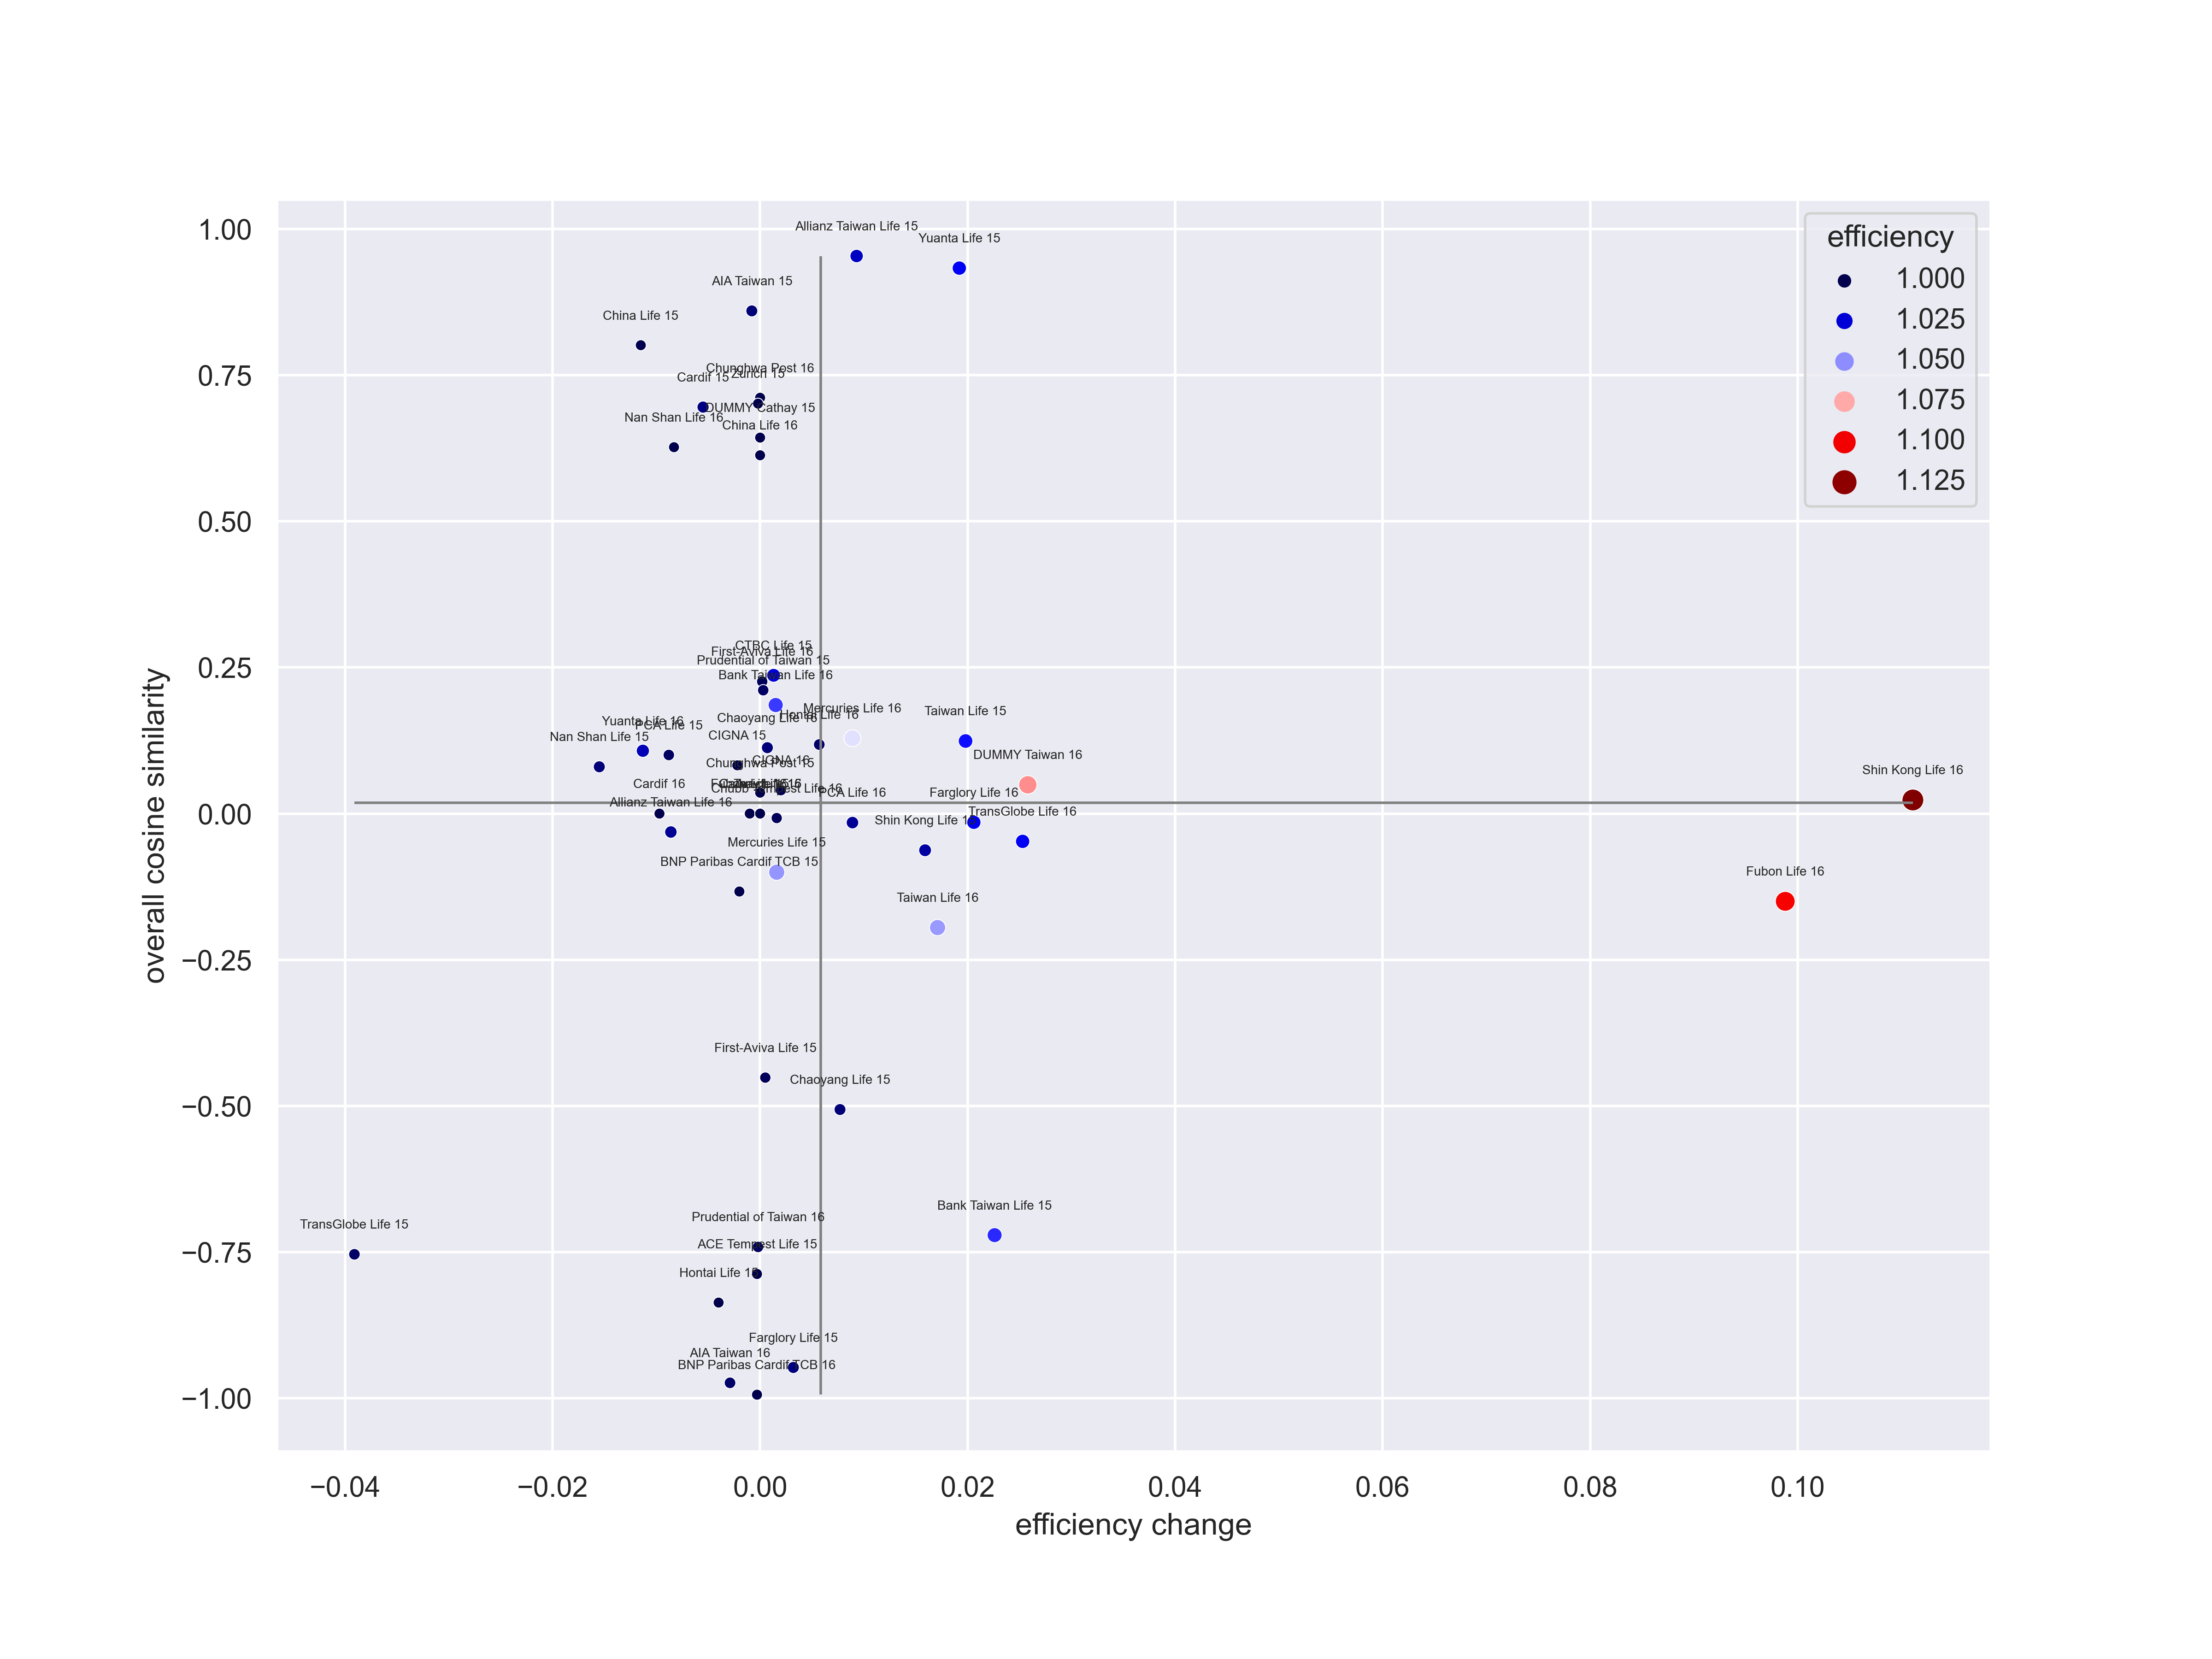 efficiency
1.000
1.025
1.050
1.075
1.100
1.125
1.00
0.75
0.50
0.25
0.00
−0.25
−0.50
−0.75
−1.00
overall cosine similarity
Allianz Taiwan Life 15
Yuanta Life 15
AIA Taiwan 15
China Life 15
Chunghwa Post 16
Zurich 15
Cardif 15
DUMMY Cathay 15
Nan Shan Life 16
China Life 16
CTBC Life 15
First-Aviva Life 16
Prudential of Taiwan 15
Bank Taiwan Life 16
Mercuries Life 16
Hontai Life 16
Taiwan Life 15
Chaoyang Life 16
Yuanta Life 16
PCA Life 15
Nan Shan Life 15
CIGNA 15
DUMMY Taiwan 16
CIGNA 16
Chunghwa Post 15
Shin Kong Life 16
Cardif 16
Chubb Tempest Life 16
PCA Life 16
Farglory Life 16
Allianz Taiwan Life 16
TransGlobe Life 16
Shin Kong Life 15
Mercuries Life 15
BNP Paribas Cardif TCB 15
Fubon Life 16
Taiwan Life 16
First-Aviva Life 15
Chaoyang Life 15
Bank Taiwan Life 15
Prudential of Taiwan 16
TransGlobe Life 15
ACE Tempest Life 15
Hontai Life 15
Farglory Life 15
AIA Taiwan 16
BNP Paribas Cardif TCB 16
−0.04
−0.02
0.00
0.02
0.04
0.06
0.08
0.10
efficiency change